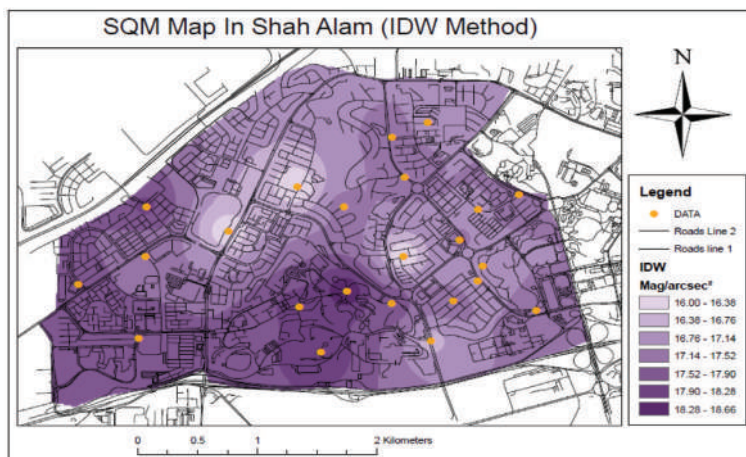 SQM Map In Shah Alam (IDW Method)
N
Legend
DATA
Roads Line 2
Roads line 1
IDW
Mag/arcsec²
16.00 - 16.38
16.38 - 16.76
16.76 - 17.14
17.14 - 17.52
17.52 - 17.90
17.90 - 18.28
18.28 - 18.66
0 0.5 1 2 Kilometers